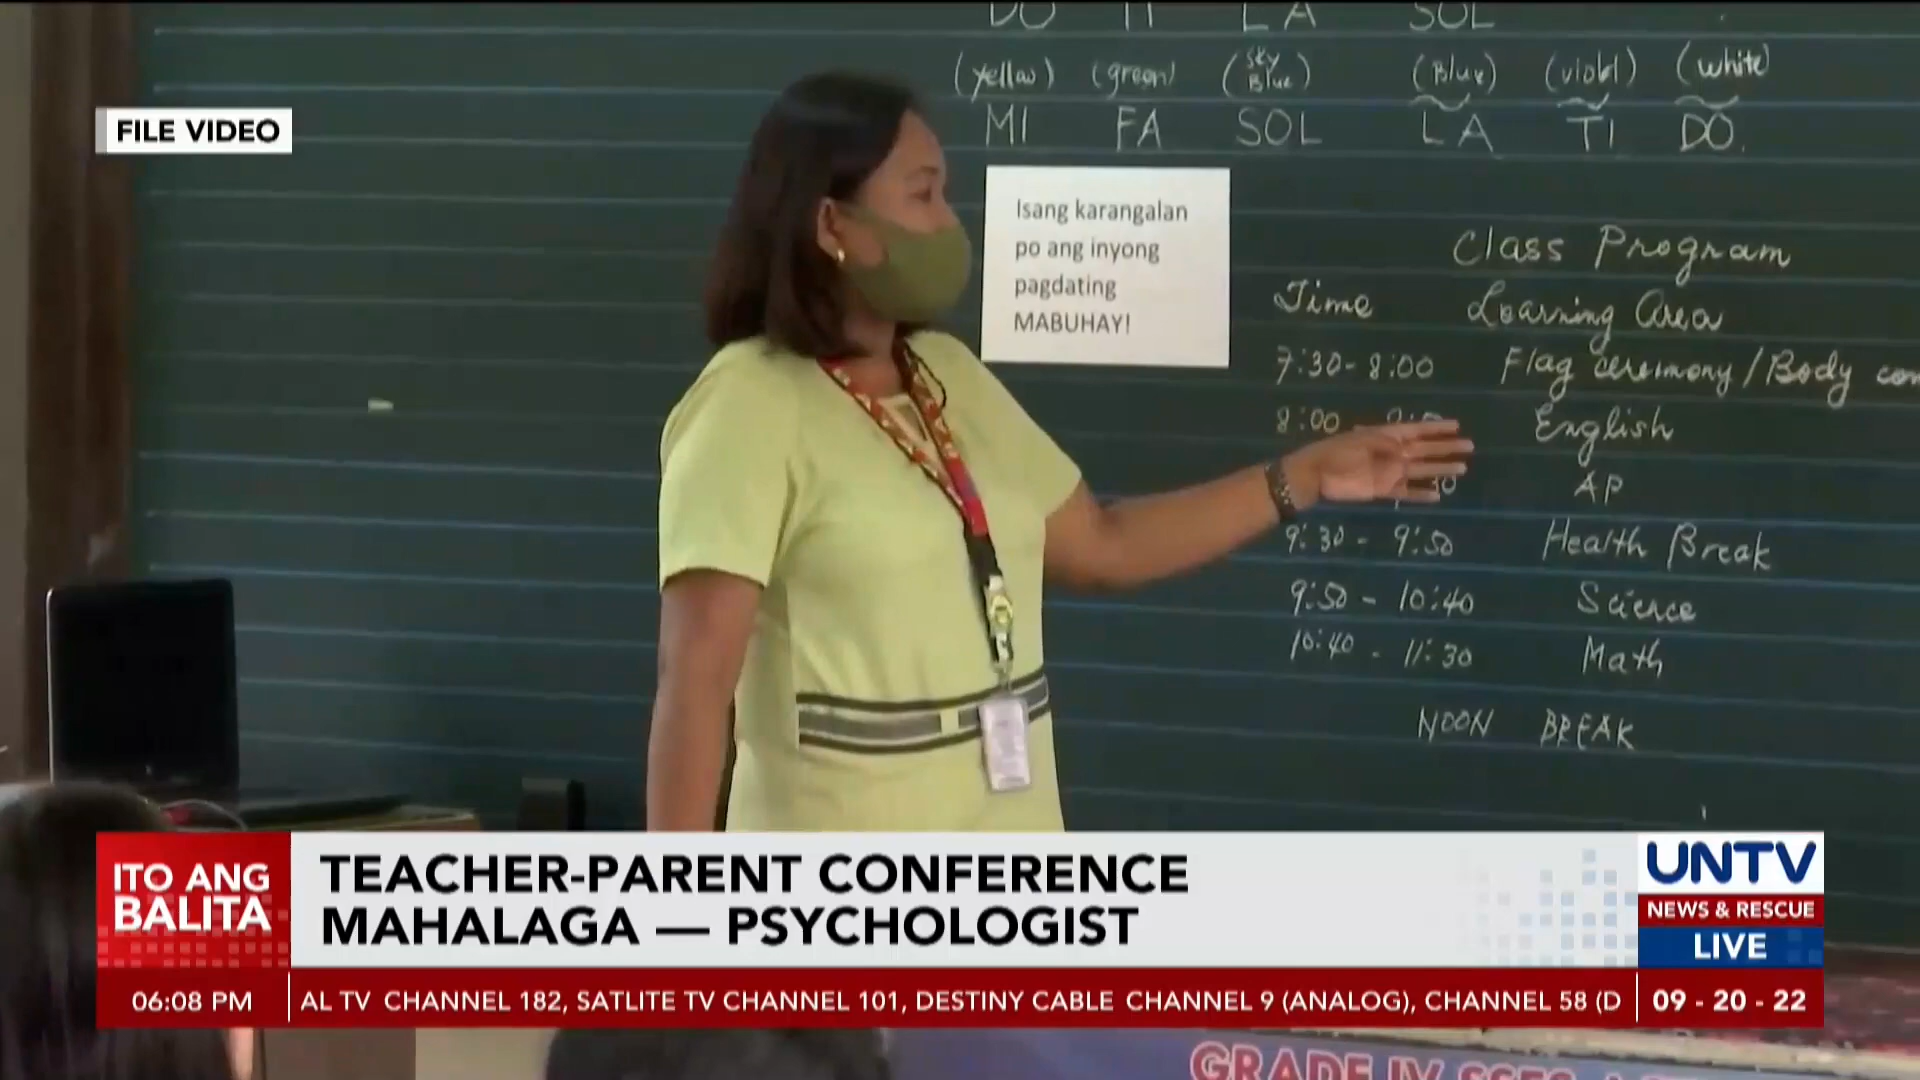 DO TI LA SOL
(yellow) (green) (sky Blue) (Blue) (violet) (white)
MI FA SOL LA TI DO.
FILE VIDEO
Isang karangalan
po ang inyong
pagdating
MABUHAY!
Class Program
Time Learning Area
7:30-8:00 Flag ceremony/Body
8:00 English
30 AP
9:30 - 9:50 Health Break
9:50 - 10:40 Science
10:40 - 11:30 Math
NOON BREAK
ITO ANG
BALITA
TEACHER-PARENT CONFERENCE
MAHALAGA — PSYCHOLOGIST
UNTV
NEWS & RESCUE
LIVE
06:08 PM
AL TV CHANNEL 182, SATLITE TV CHANNEL 101, DESTINY CABLE CHANNEL 9 (ANALOG), CHANNEL 58 (D
09 - 20 - 22
GRADE IV